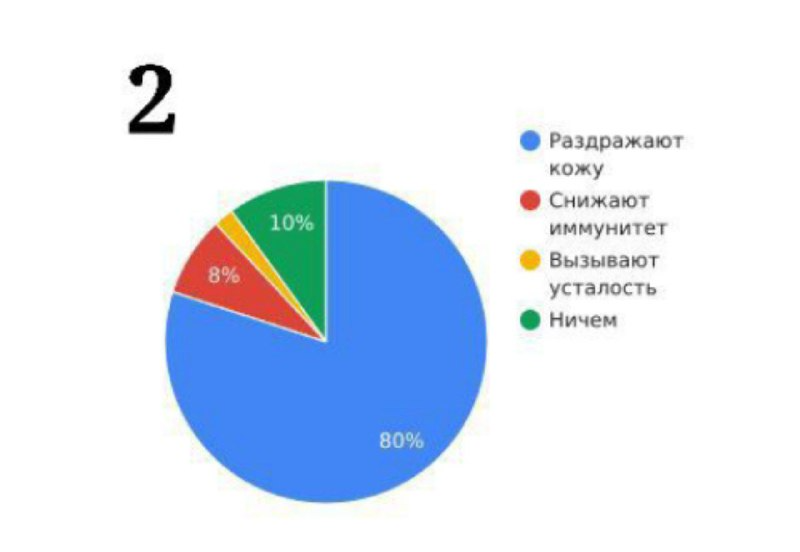 2
Раздражают
кожу
Снижают
иммунитет
Вызывают
усталость
Ничем
10%
8%
80%